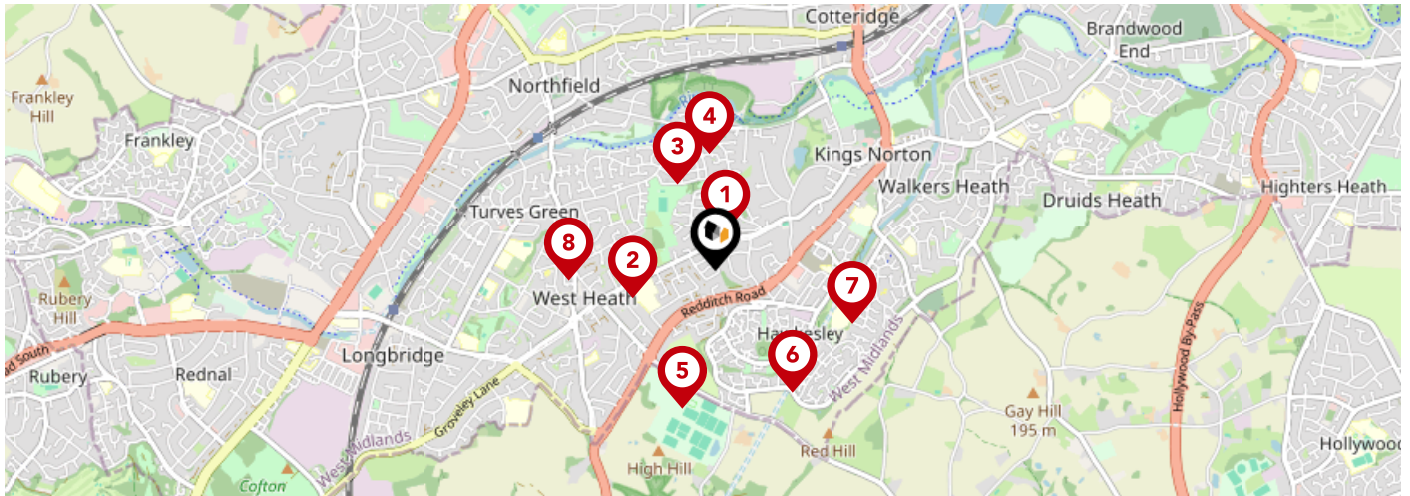 Cotteridge
Brandwood
End
Northfield
Frankley
Hill
Frankley
4
3
Kings Norton
1
Walkers Heath
Highters Heath
Druids Heath
Turves Green
8
2
7
West Heath
Rubery
Hill
Redditch Road
Hawkesley
West Midlands
Hollywood By-Pass
6
5
Longbridge
ad South
Rubery
Rednal
Groveley Lane
Gay Hill
195 m
West Midlands
High Hill
Red Hill
Hollywood
Cofton